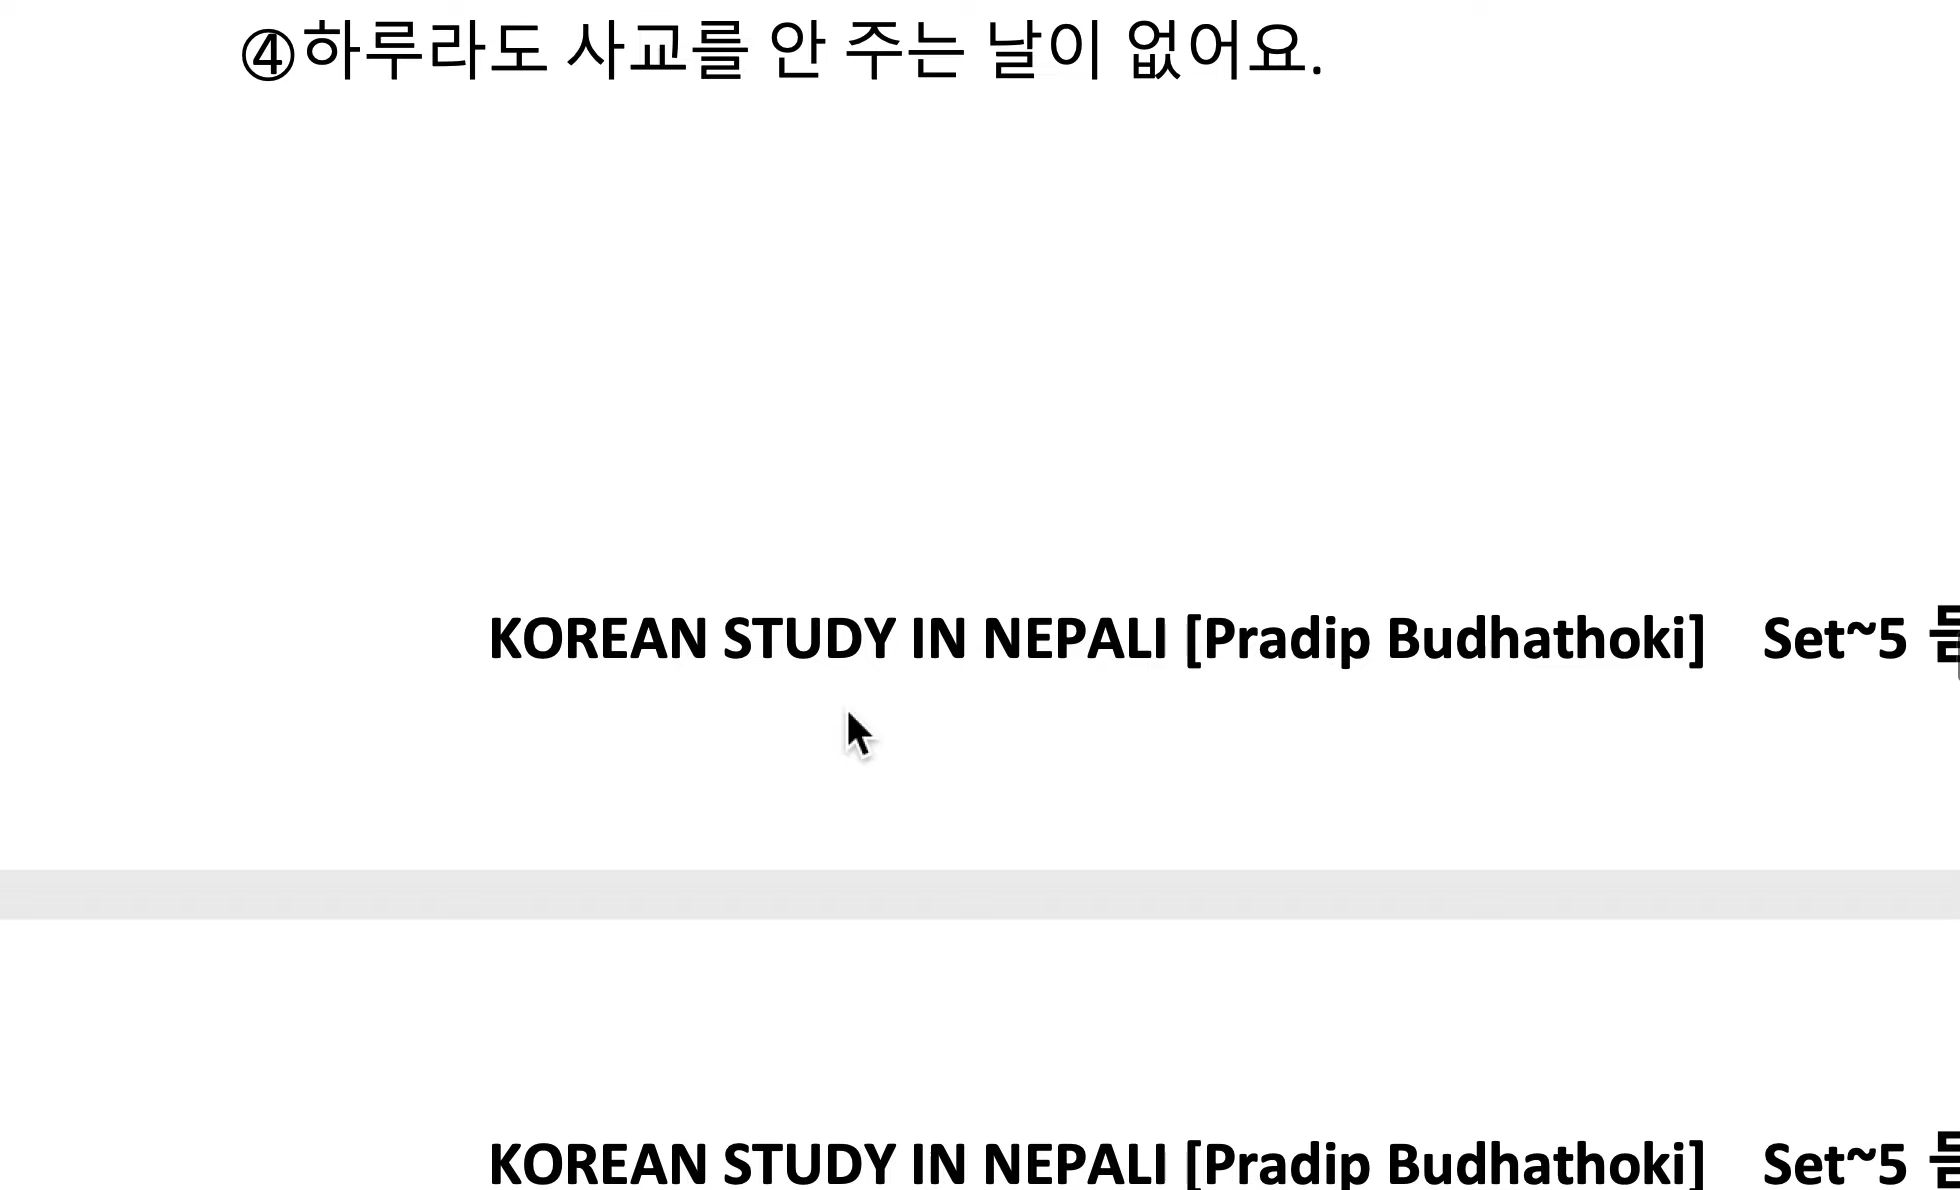 ④하루라도 사교를 안 주는 날이 없어요.
KOREAN STUDY IN NEPALI [Pradip Budhathoki] Set~5
KOREAN STUDY IN NEPALI [Pradip Budhathoki] Set~5